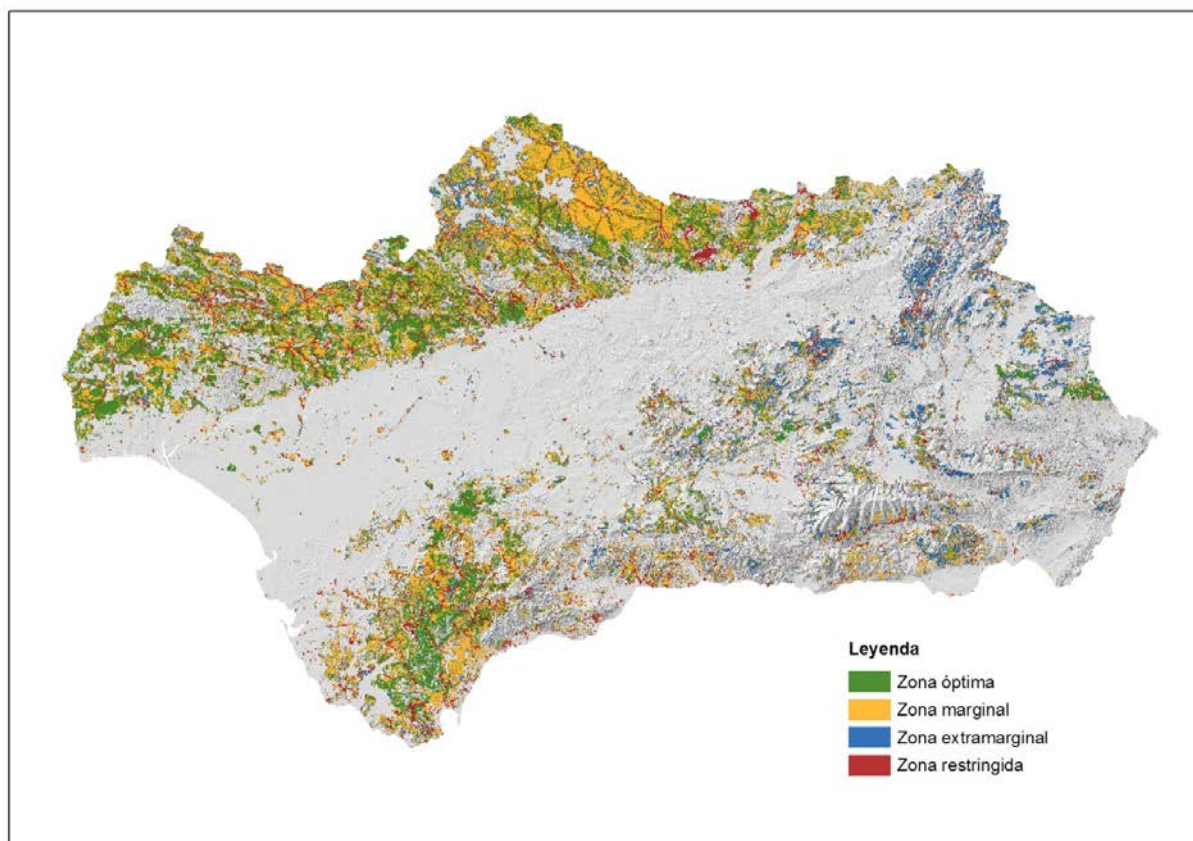 Leyenda
Zona óptima
Zona marginal
Zona extramarginal
Zona restringida